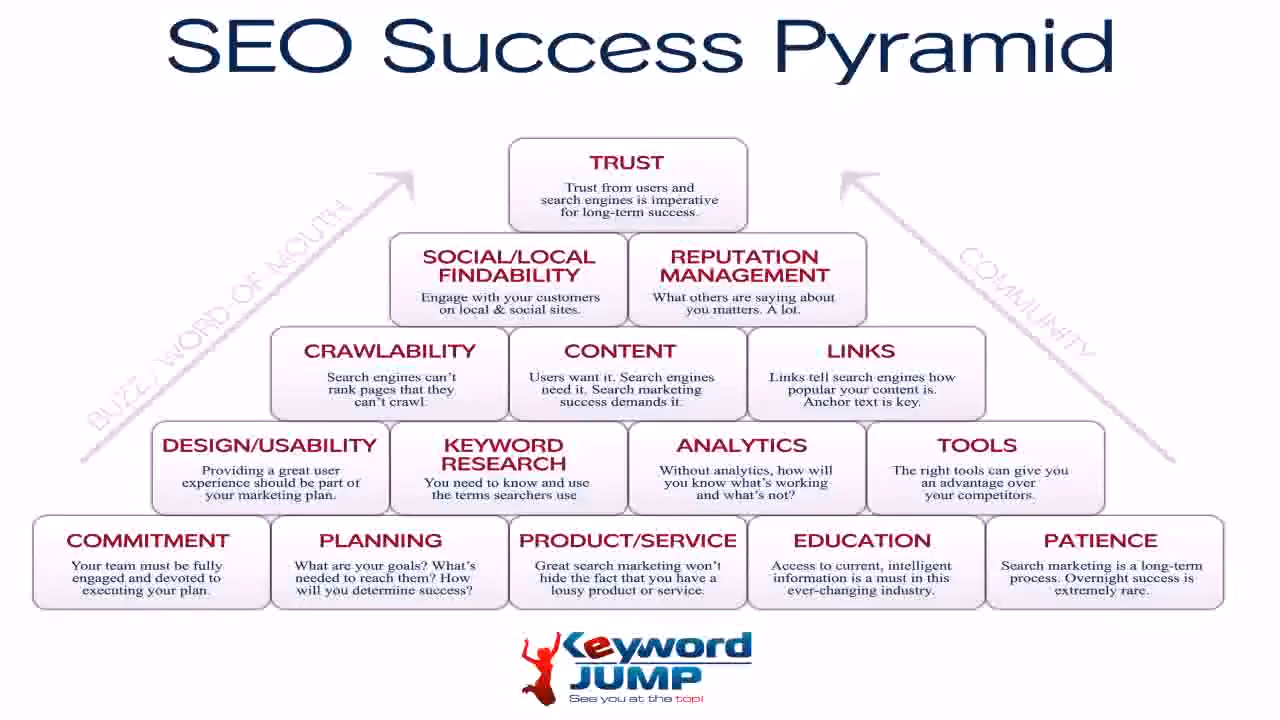 SEO Success Pyramid
TRUST
Trust from users and
search engines is imperative
for long-term success.
BUZZ/WORD OF MOUTH
COMMUNITY
SOCIAL/LOCAL
FINDABILITY
Engage with your customers
on local & social sites.
REPUTATION
MANAGEMENT
What others are saying about
you matters. A lot.
CRAWLABILITY
Search engines can't
rank pages that they
can't crawl.
CONTENT
Users want it. Search engines
need it. Search marketing
success demands it.
LINKS
Links tell search engines how
popular your content is.
Anchor text is key.
DESIGN/USABILITY
Providing a great user
experience should be part of
your marketing plan.
KEYWORD
RESEARCH
You need to know and use
the terms searchers use
ANALYTICS
Without analytics, how will
you know what's working
and what's not?
TOOLS
The right tools can give you
an advantage over
your competitors.
COMMITMENT
Your team must be fully
engaged and devoted to
executing your plan.
PLANNING
What are your goals? What's
needed to reach them? How
will you determine success?
PRODUCT/SERVICE
Great search marketing won't
hide the fact that you have a
lousy product or service.
EDUCATION
Access to current, intelligent
information is a must in this
ever-changing industry.
PATIENCE
Search marketing is a long-term
process. Overnight success is
extremely rare.
Keyword
JUMP
See you at the top!